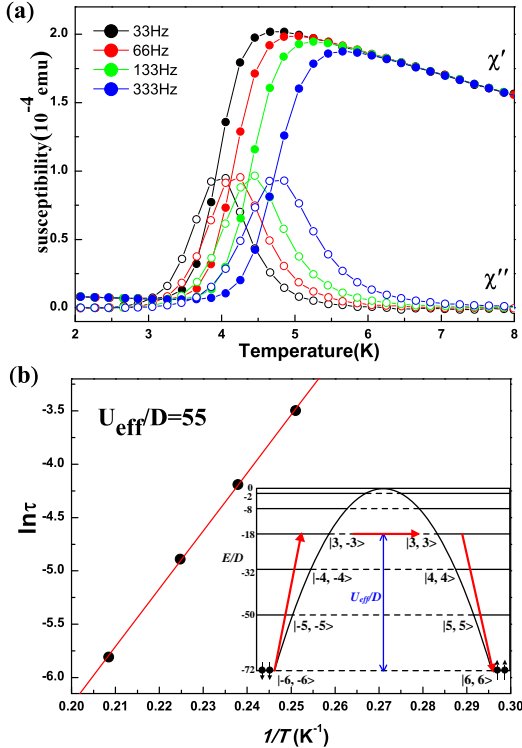 (a)
33Hz
66Hz
133Hz
333Hz
χ′
χ′′
susceptibility(10⁻⁴ emu)
2.0
1.5
1.0
0.5
0.0
2 3 4 5 6 7 8
Temperature(K)
(b)
U_eff/D=55
lnτ
-3.5
-4.0
-4.5
-5.0
-5.5
-6.0
0.20 0.21 0.22 0.23 0.24 0.25 0.26 0.27 0.28 0.29 0.30
1/T (K⁻¹)
E/D
0
-2
-8
-18
-32
-50
-72
|3, -3> |3, 3>
|-4, -4> |4, 4>
U_eff/D
|-5, -5> |5, 5>
|-6, -6> |6, 6>